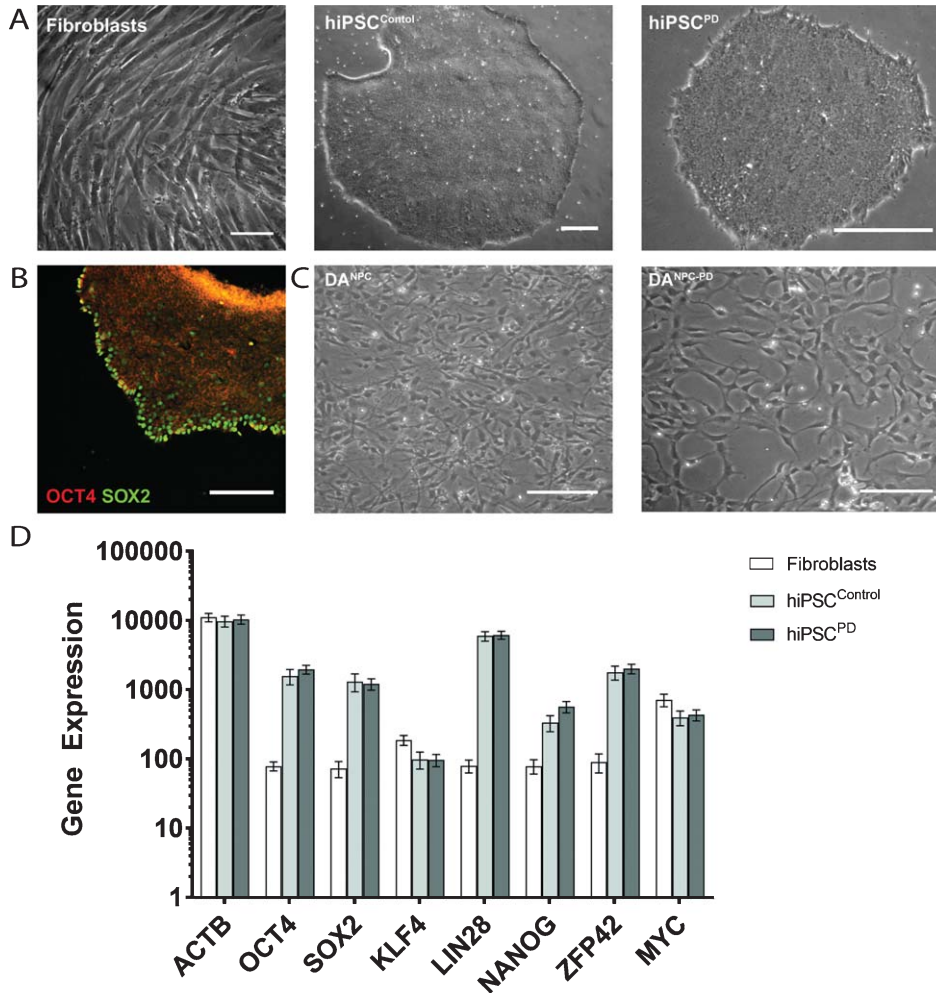 A
Fibroblasts
hiPSC^Control
hiPSC^PD
B
OCT4 SOX2
C
DA^NPC
DA^NPC-PD
D
Gene Expression
100000
10000
1000
100
10
1
ACTB
OCT4
SOX2
KLF4
LIN28
NANOG
ZFP42
MYC
Fibroblasts
hiPSC^Control
hiPSC^PD